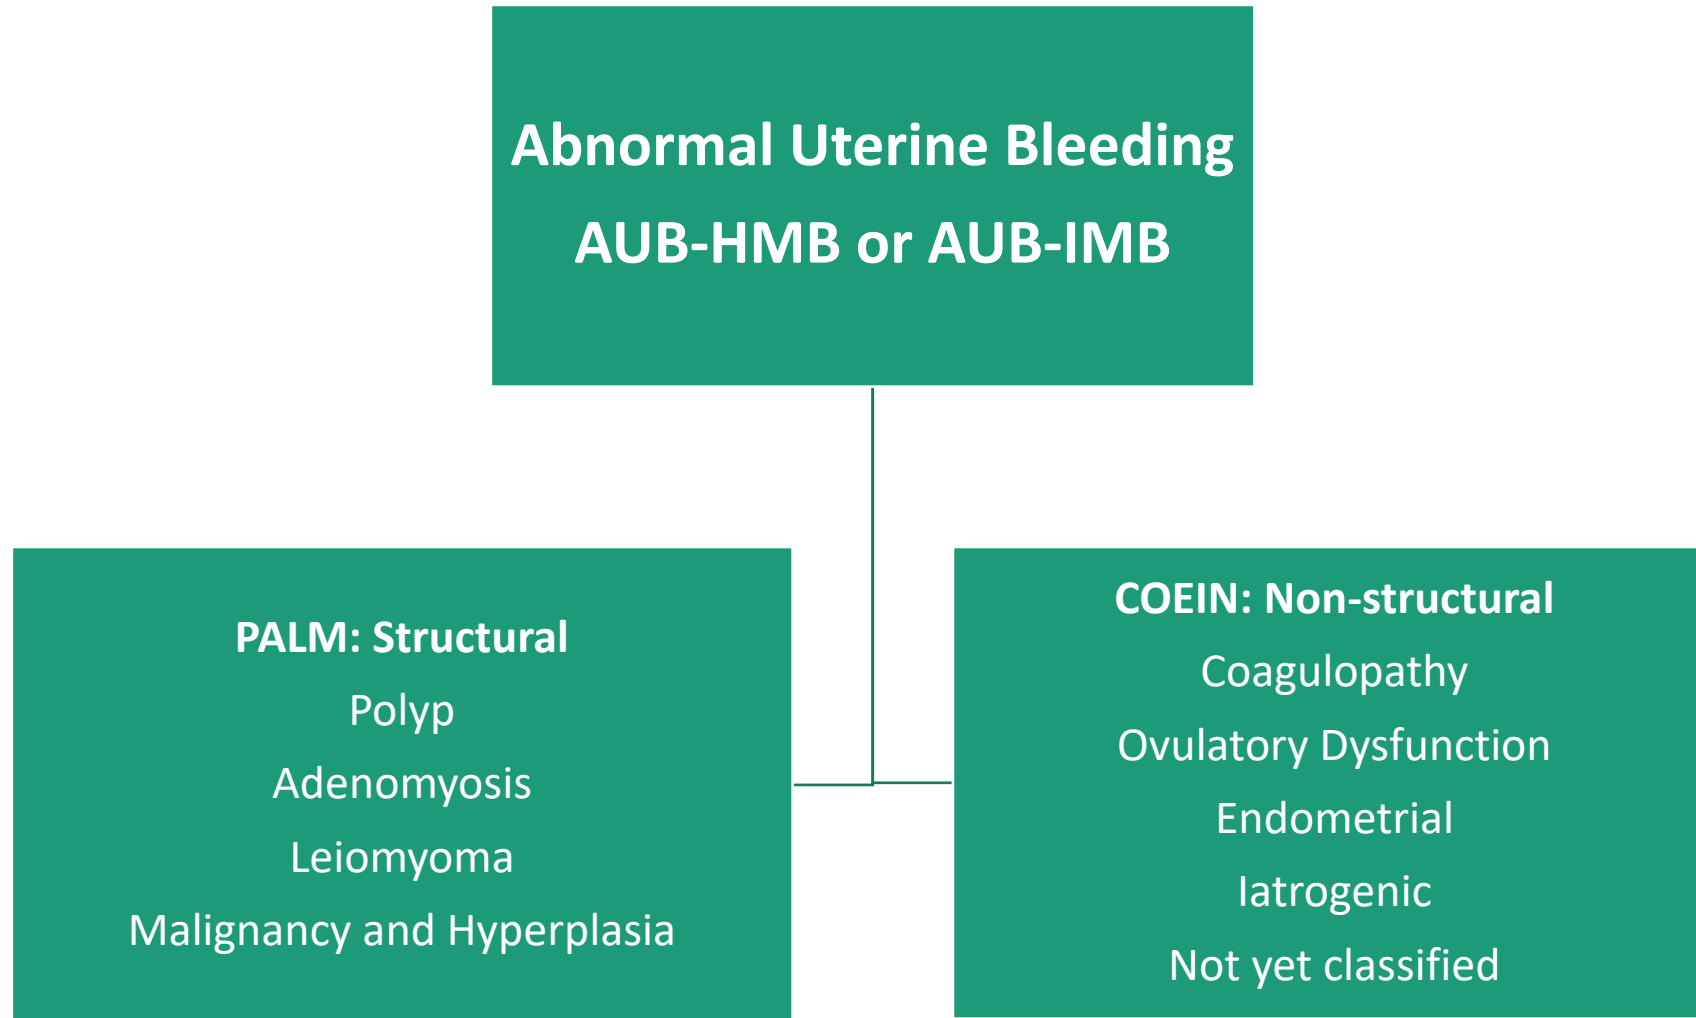 Abnormal Uterine Bleeding
AUB-HMB or AUB-IMB
PALM: Structural
Polyp
Adenomyosis
Leiomyoma
Malignancy and Hyperplasia
COEIN: Non-structural
Coagulopathy
Ovulatory Dysfunction
Endometrial
Iatrogenic
Not yet classified